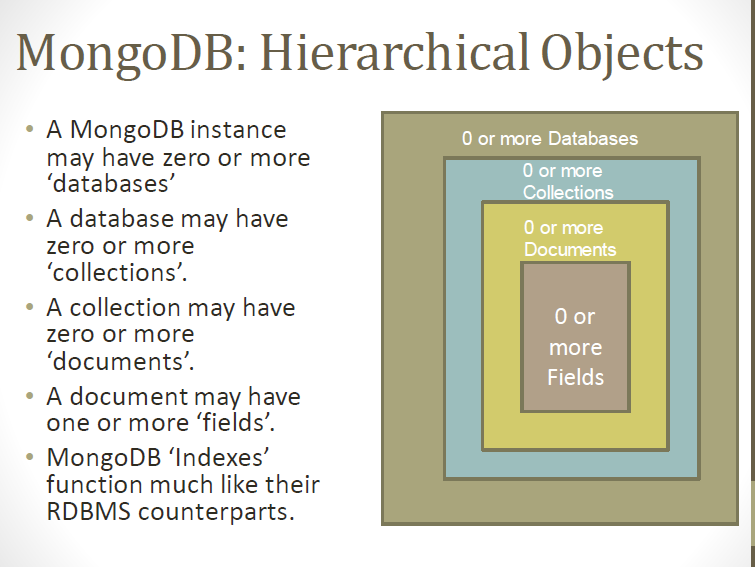 MongoDB: Hierarchical Objects
• A MongoDB instance
may have zero or more
‘databases’
• A database may have
zero or more
‘collections’.
• A collection may have
zero or more
‘documents’.
• A document may have
one or more ‘fields’.
• MongoDB ‘Indexes’
function much like their
RDBMS counterparts.
0 or more Databases
0 or more
Collections
0 or more
Documents
0 or
more
Fields